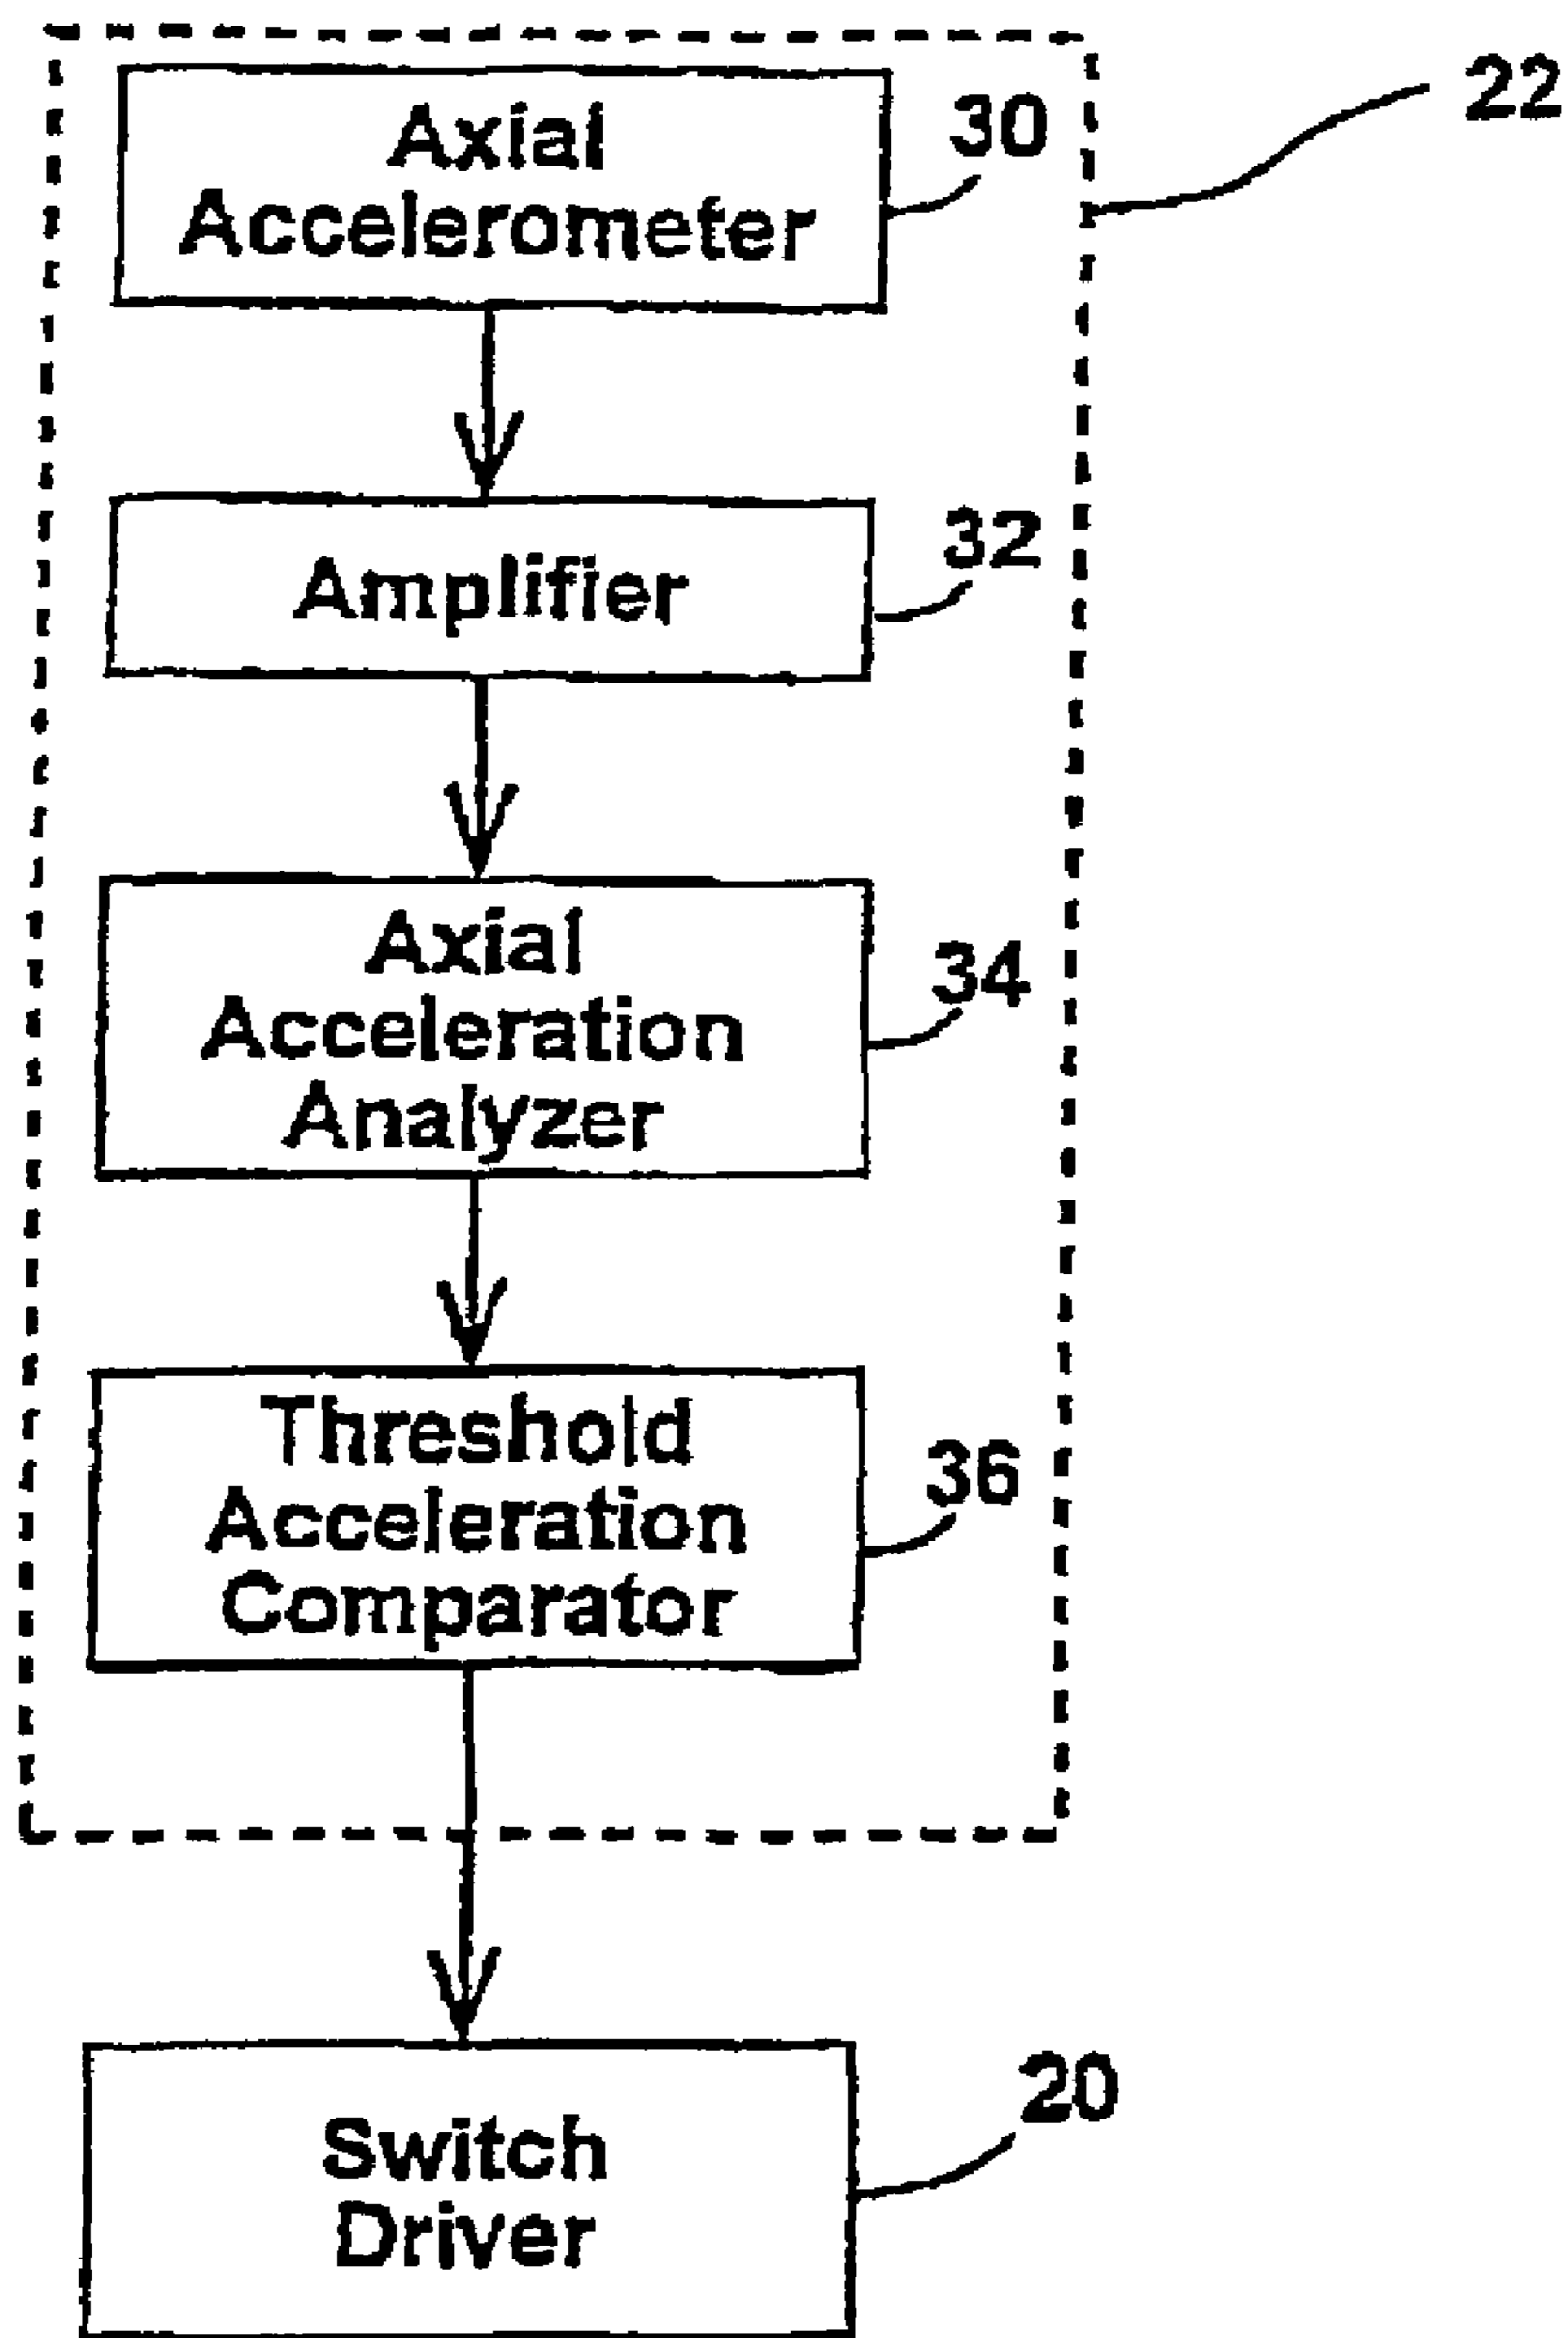 22
Axial
Accelerometer
30
Amplifier
32
Axial
Acceleration
Analyzer
34
Threshold
Acceleration
Comparator
36
Switch
Driver
20